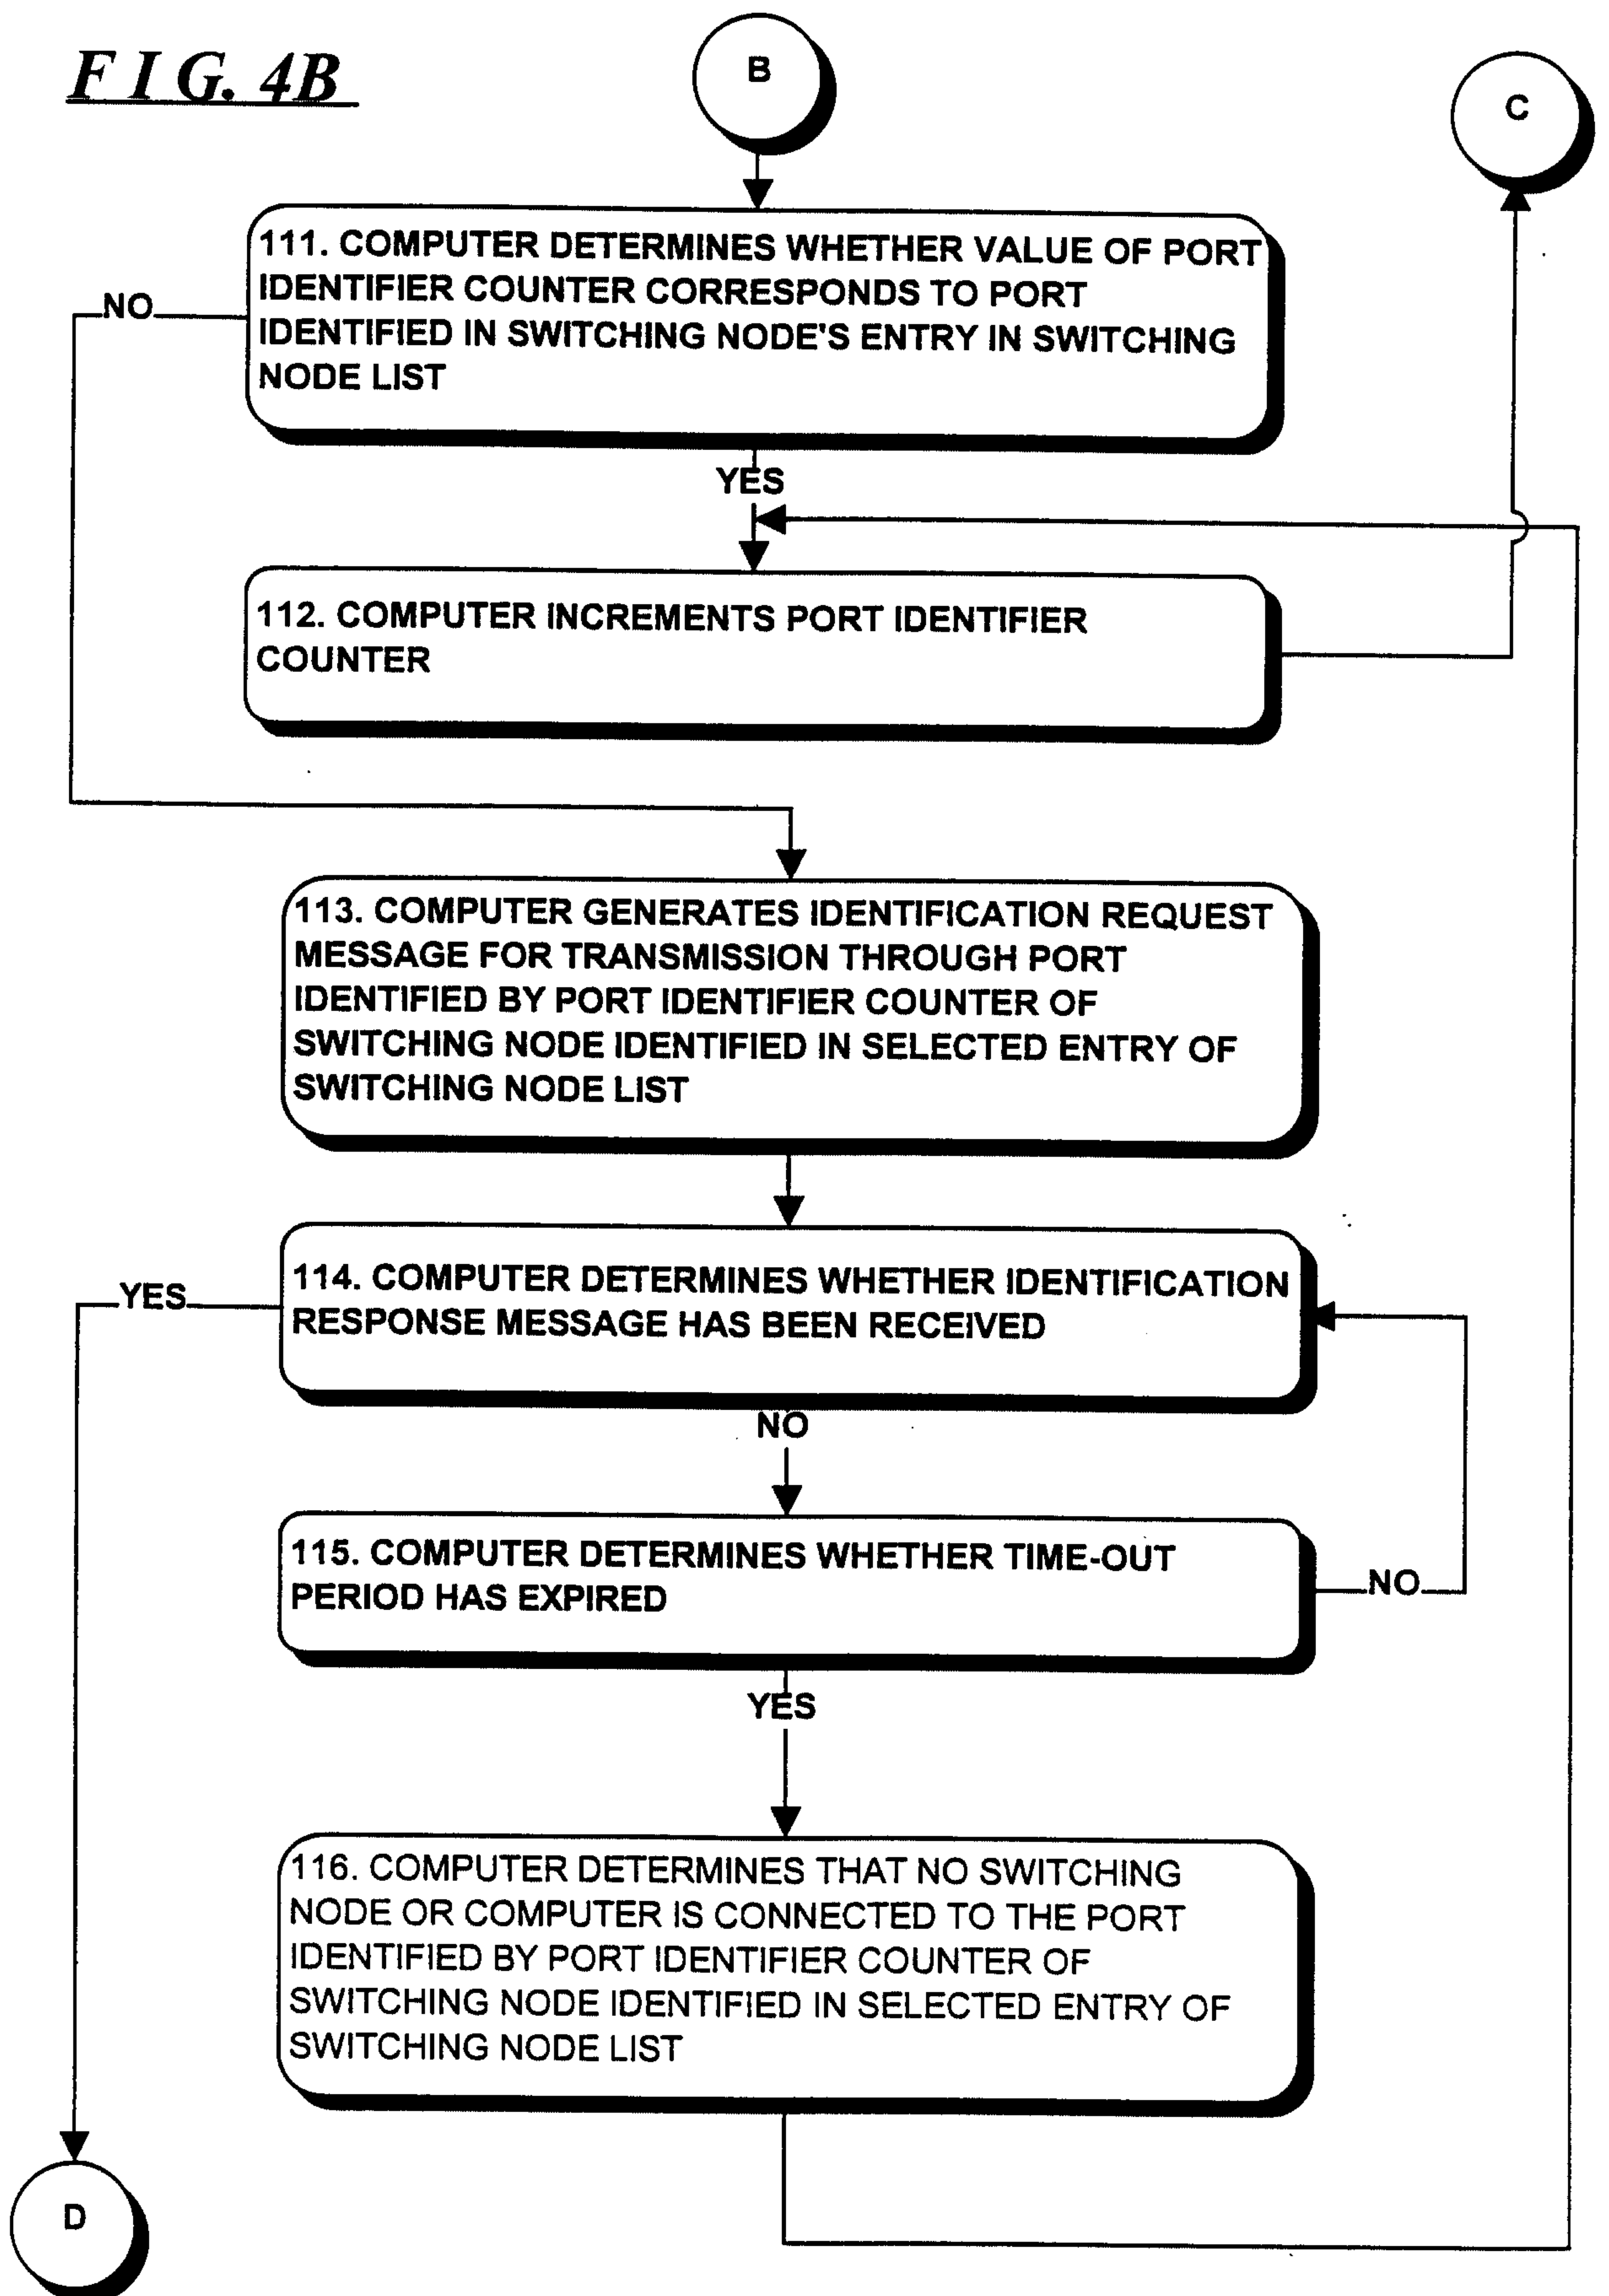 FIG. 4B
B
C
111. COMPUTER DETERMINES WHETHER VALUE OF PORT
IDENTIFIER COUNTER CORRESPONDS TO PORT
IDENTIFIED IN SWITCHING NODE'S ENTRY IN SWITCHING
NODE LIST
NO
YES
112. COMPUTER INCREMENTS PORT IDENTIFIER
COUNTER
113. COMPUTER GENERATES IDENTIFICATION REQUEST
MESSAGE FOR TRANSMISSION THROUGH PORT
IDENTIFIED BY PORT IDENTIFIER COUNTER OF
SWITCHING NODE IDENTIFIED IN SELECTED ENTRY OF
SWITCHING NODE LIST
114. COMPUTER DETERMINES WHETHER IDENTIFICATION
RESPONSE MESSAGE HAS BEEN RECEIVED
YES
NO
115. COMPUTER DETERMINES WHETHER TIME-OUT
PERIOD HAS EXPIRED
NO
YES
116. COMPUTER DETERMINES THAT NO SWITCHING
NODE OR COMPUTER IS CONNECTED TO THE PORT
IDENTIFIED BY PORT IDENTIFIER COUNTER OF
SWITCHING NODE IDENTIFIED IN SELECTED ENTRY OF
SWITCHING NODE LIST
D